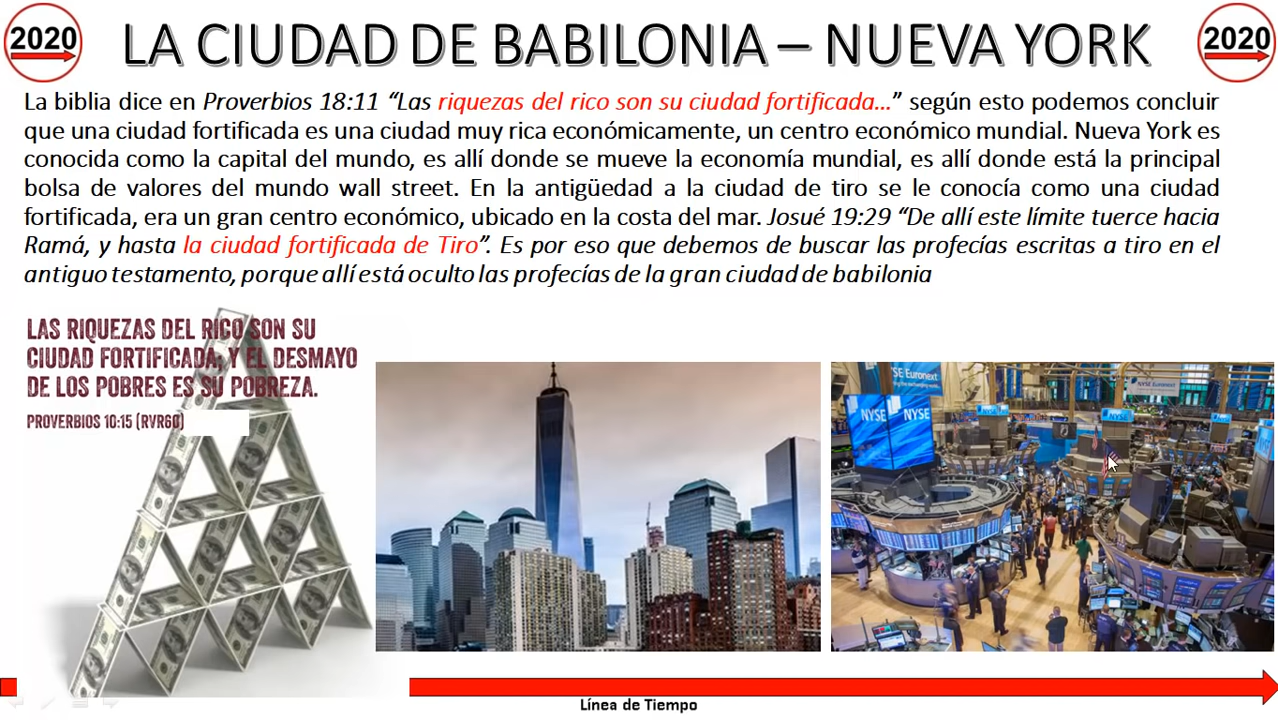 2020
LA CIUDAD DE BABILONIA – NUEVA YORK
2020
La biblia dice en Proverbios 18:11 “Las riquezas del rico son su ciudad fortificada…” según esto podemos concluir
que una ciudad fortificada es una ciudad muy rica económicamente, un centro económico mundial. Nueva York es
conocida como la capital del mundo, es allí donde se mueve la economía mundial, es allí donde está la principal
bolsa de valores del mundo wall street. En la antigüedad a la ciudad de tiro se le conocía como una ciudad
fortificada, era un gran centro económico, ubicado en la costa del mar. Josué 19:29 “De allí este límite tuerce hacia
Ramá, y hasta la ciudad fortificada de Tiro”. Es por eso que debemos de buscar las profecías escritas a tiro en el
antiguo testamento, porque allí está oculto las profecías de la gran ciudad de babilonia
LAS RIQUEZAS DEL RICO SON SU
CIUDAD FORTIFICADA; Y EL DESMAYO
DE LOS POBRES ES SU POBREZA.
PROVERBIOS 10:15 (RVR60)
YSE Euronext
NYSE
NYSE
NYSE Euronext
NYSE
Línea de Tiempo